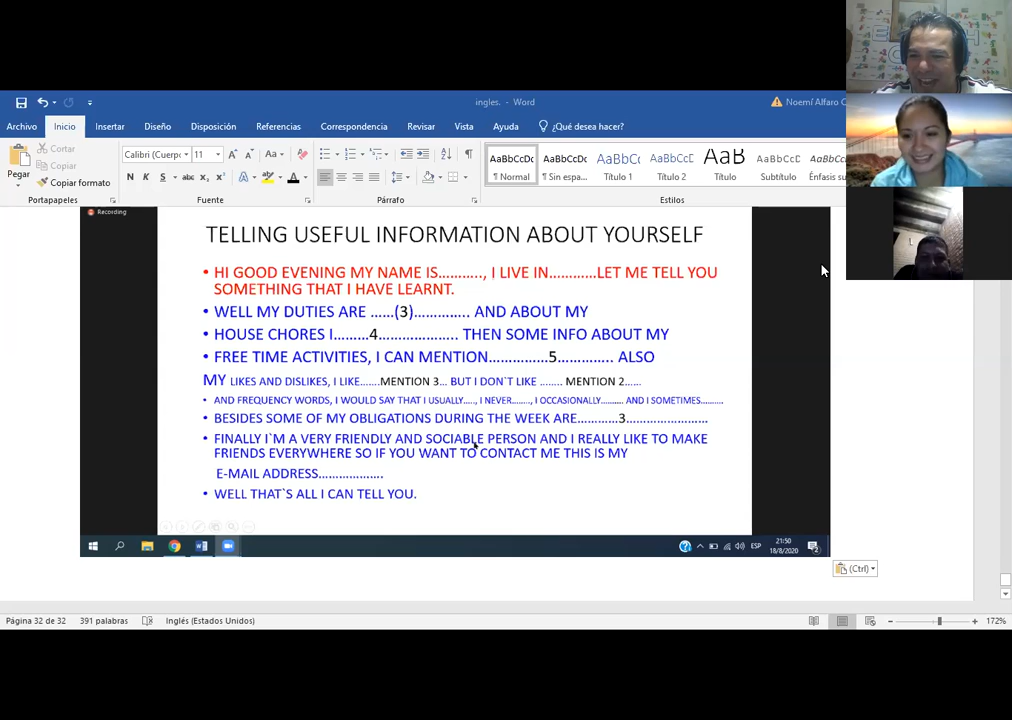 ingles. - Word
Noemí Alfaro C
Archivo Inicio Insertar Diseño Disposición Referencias Correspondencia Revisar Vista Ayuda ¿Qué desea hacer?
Pegar
Cortar
Copiar
Copiar formato
Calibri (Cuerpo 11
Aa
N K S abc x₂ x² A A
AaBbCcDc AaBbCcDc AaBbCc AaBbCcC AaB AaBbCcC AaBbCcDc
¶ Normal ¶ Sin espa... Título 1 Título 2 Título Subtítulo Énfasis su
Portapapeles Fuente Párrafo Estilos
Recording
TELLING USEFUL INFORMATION ABOUT YOURSELF
• HI GOOD EVENING MY NAME IS..........., I LIVE IN............LET ME TELL YOU
SOMETHING THAT I HAVE LEARNT.
• WELL MY DUTIES ARE ......(3)............. AND ABOUT MY
• HOUSE CHORES I.........4.................... THEN SOME INFO ABOUT MY
• FREE TIME ACTIVITIES, I CAN MENTION...............5.............. ALSO
MY LIKES AND DISLIKES, I LIKE.......MENTION 3... BUT I DON`T LIKE ........ MENTION 2......
• AND FREQUENCY WORDS, I WOULD SAY THAT I USUALLY....., I NEVER........, I OCCASIONALLY.......... AND I SOMETIMES.........
• BESIDES SOME OF MY OBLIGATIONS DURING THE WEEK ARE............3........................
• FINALLY I`M A VERY FRIENDLY AND SOCIABLE PERSON AND I REALLY LIKE TO MAKE
FRIENDS EVERYWHERE SO IF YOU WANT TO CONTACT ME THIS IS MY
E-MAIL ADDRESS...................
• WELL THAT`S ALL I CAN TELL YOU.
ESP
21:50
18/8/2020
(Ctrl)
Página 32 de 32 391 palabras Inglés (Estados Unidos) 172%